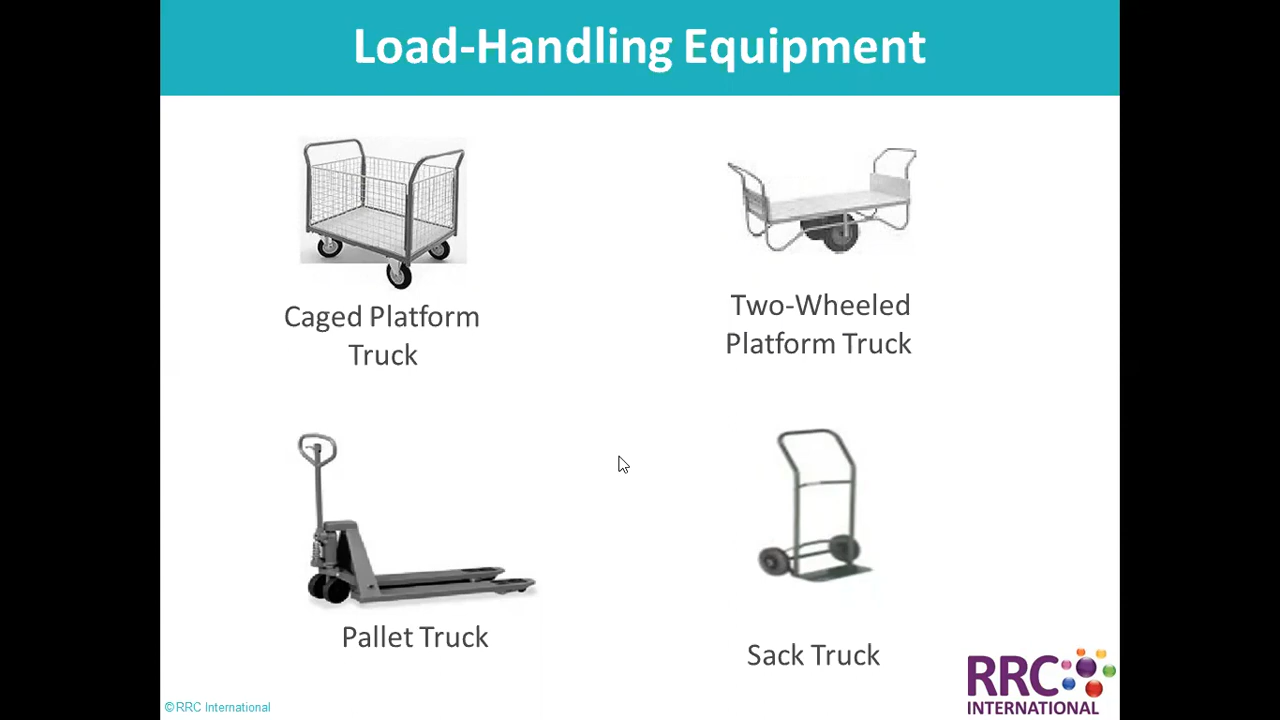 Load-Handling Equipment
Caged Platform
Truck
Two-Wheeled
Platform Truck
Pallet Truck
Sack Truck
RRC
INTERNATIONAL
©RRC International